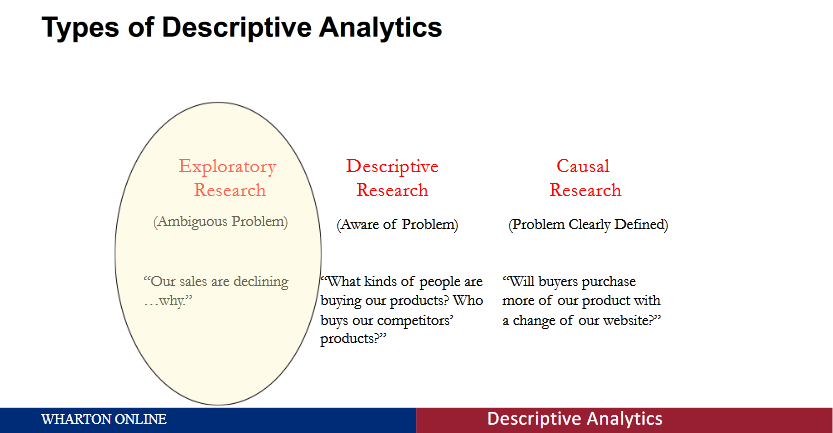 Types of Descriptive Analytics
Exploratory
Research
(Ambiguous Problem)
“Our sales are declining
…why.”
Descriptive
Research
(Aware of Problem)
“What kinds of people are
buying our products? Who
buys our competitors’
products?”
Causal
Research
(Problem Clearly Defined)
“Will buyers purchase
more of our product with
a change of our website?”
WHARTON ONLINE
Descriptive Analytics